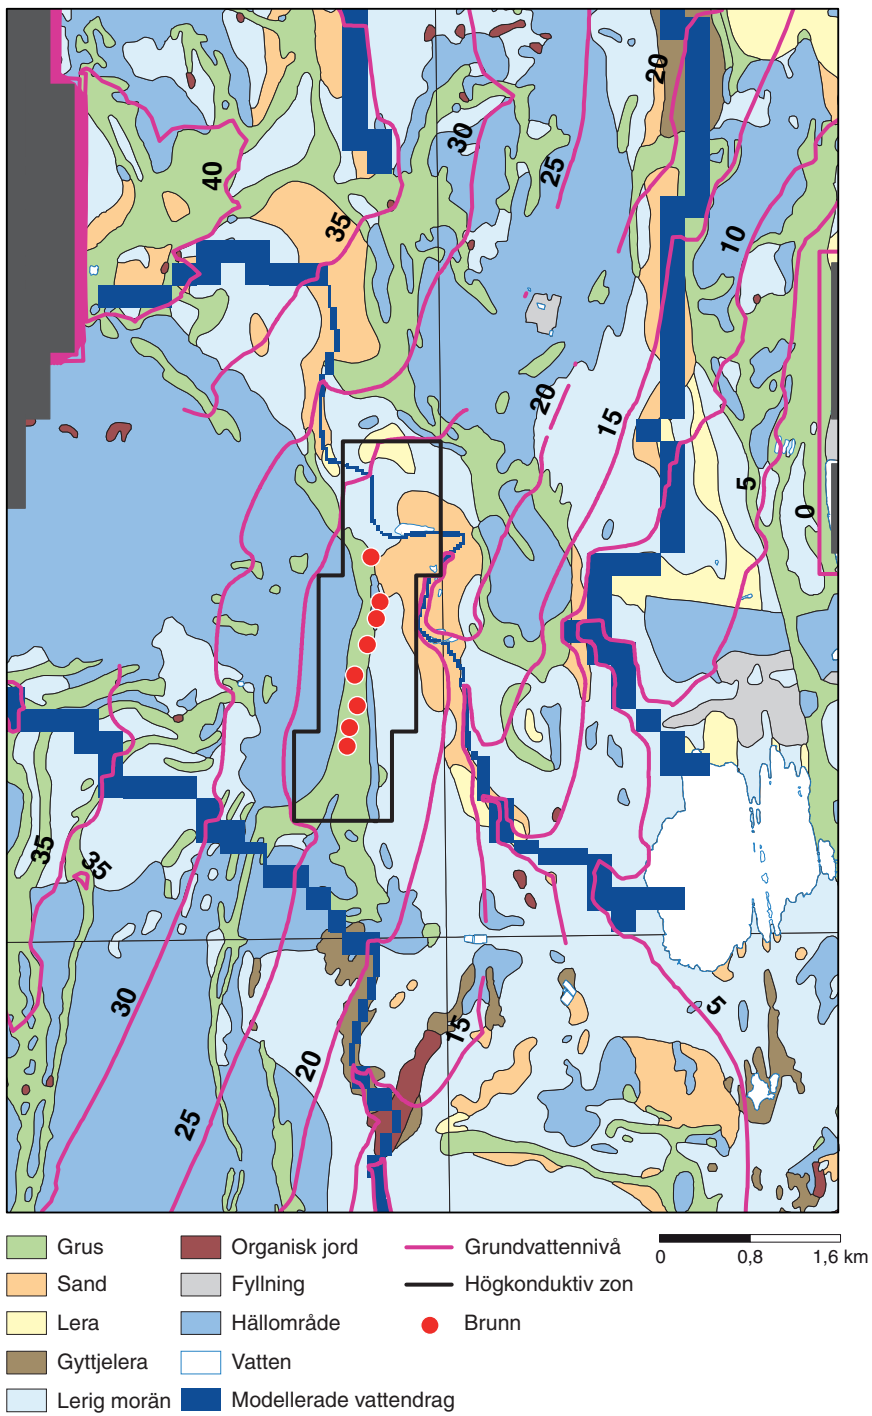 20
30
25
40
35
10
20
15
5
0
35
35
30
5
15
20
25
Grus
Sand
Lera
Gyttjelera
Lerig morän
Organisk jord
Fyllning
Hällområde
Vatten
Modellerade vattendrag
Grundvattennivå
Högkonduktiv zon
Brunn
0 0,8 1,6 km